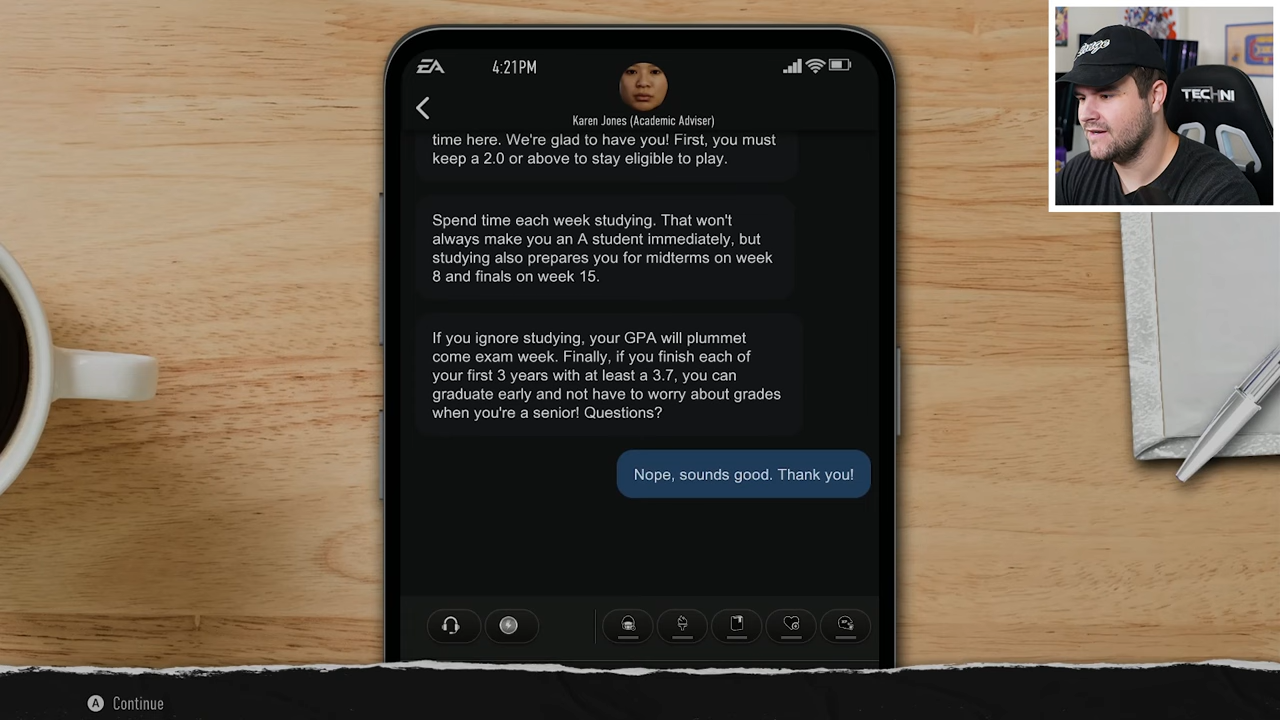 EA
4:21PM
Karen Jones (Academic Adviser)
time here. We're glad to have you! First, you must
keep a 2.0 or above to stay eligible to play.
Spend time each week studying. That won't
always make you an A student immediately, but
studying also prepares you for midterms on week
8 and finals on week 15.
If you ignore studying, your GPA will plummet
come exam week. Finally, if you finish each of
your first 3 years with at least a 3.7, you can
graduate early and not have to worry about grades
when you're a senior! Questions?
Nope, sounds good. Thank you!
A Continue
TECHNI